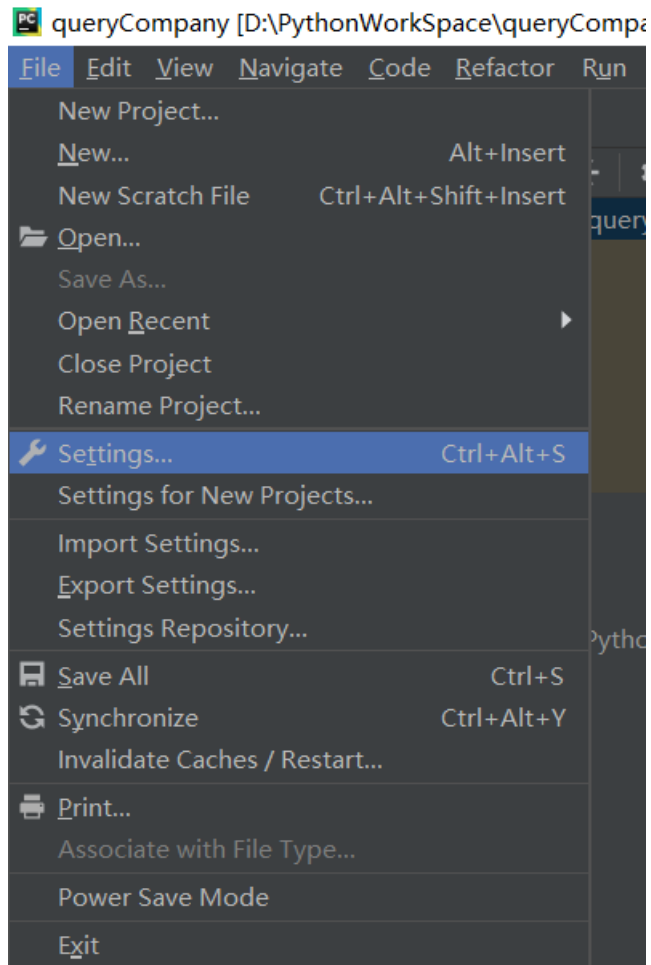 PC queryCompany [D:\PythonWorkSpace\queryCompa
File Edit View Navigate Code Refactor Run
New Project...
New... Alt+Insert
New Scratch File Ctrl+Alt+Shift+Insert
query
Open...
Save As...
Open Recent
Close Project
Rename Project...
Settings... Ctrl+Alt+S
Settings for New Projects...
Import Settings...
Export Settings...
Settings Repository...
Pytho
Save All Ctrl+S
Synchronize Ctrl+Alt+Y
Invalidate Caches / Restart...
Print...
Associate with File Type...
Power Save Mode
Exit